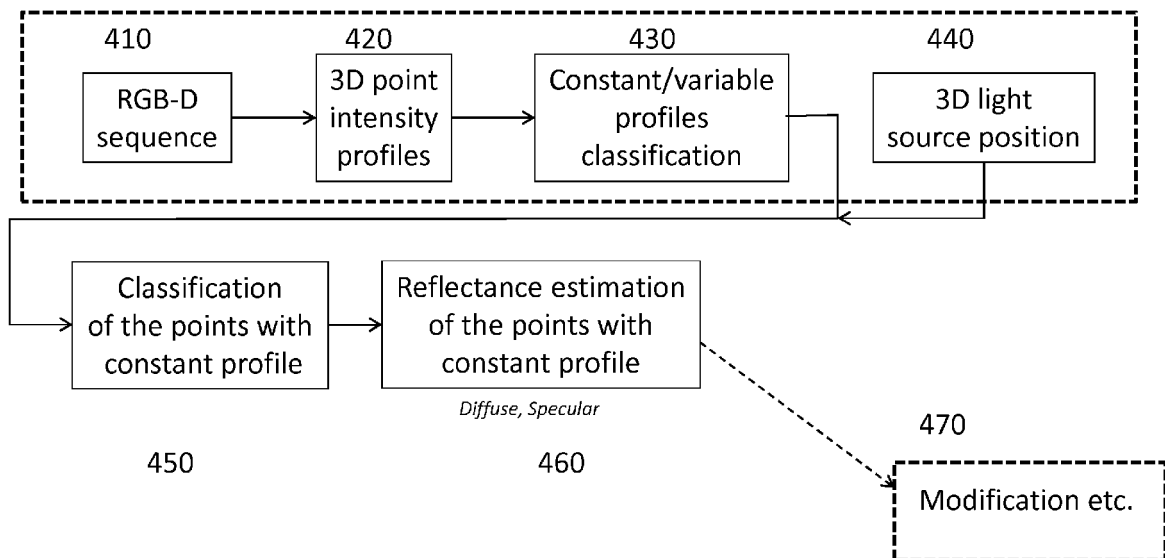 410
420
430
440
RGB-D
sequence
3D point
intensity
profiles
Constant/variable
profiles
classification
3D light
source position
Classification
of the points with
constant profile
Reflectance estimation
of the points with
constant profile
Diffuse, Specular
450
460
470
Modification etc.